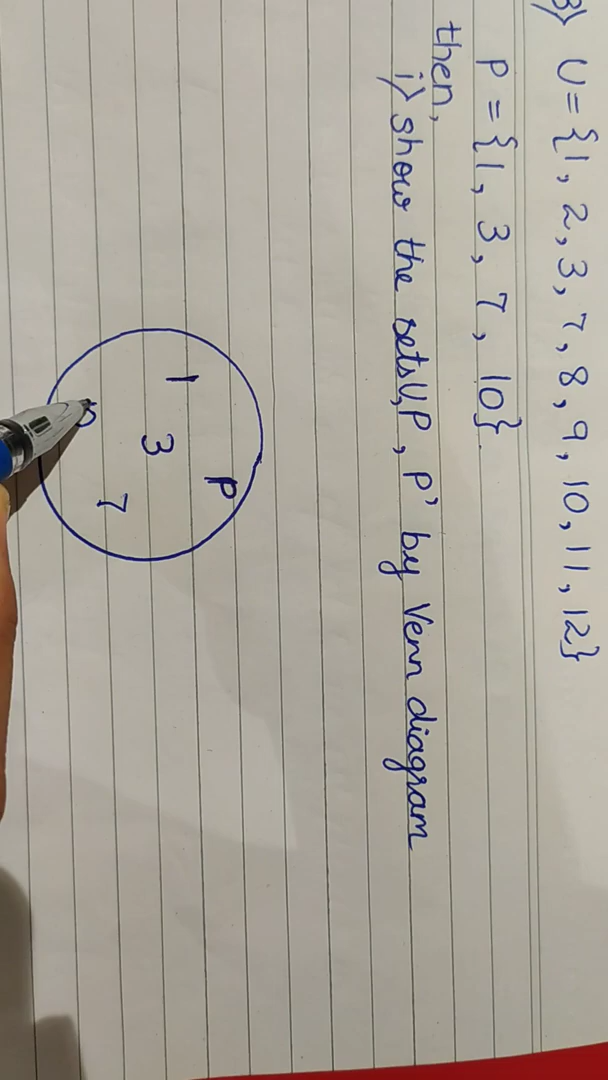 3) U = {1, 2, 3, 7, 8, 9, 10, 11, 12}
P = {1, 3, 7, 10}
then,
i) show the sets U, P, P' by Venn diagram
P
1
3
7